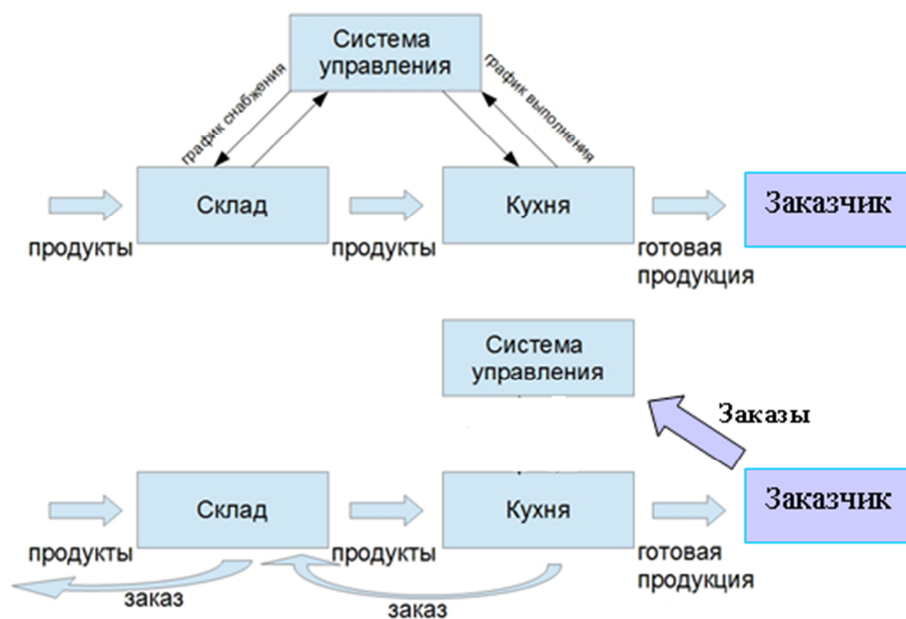 Система
управления
график снабжения
график выполнения
Склад
Кухня
Заказчик
продукты
продукты
готовая
продукция
Система
управления
Заказы
Склад
Кухня
Заказчик
продукты
продукты
готовая
продукция
заказ
заказ